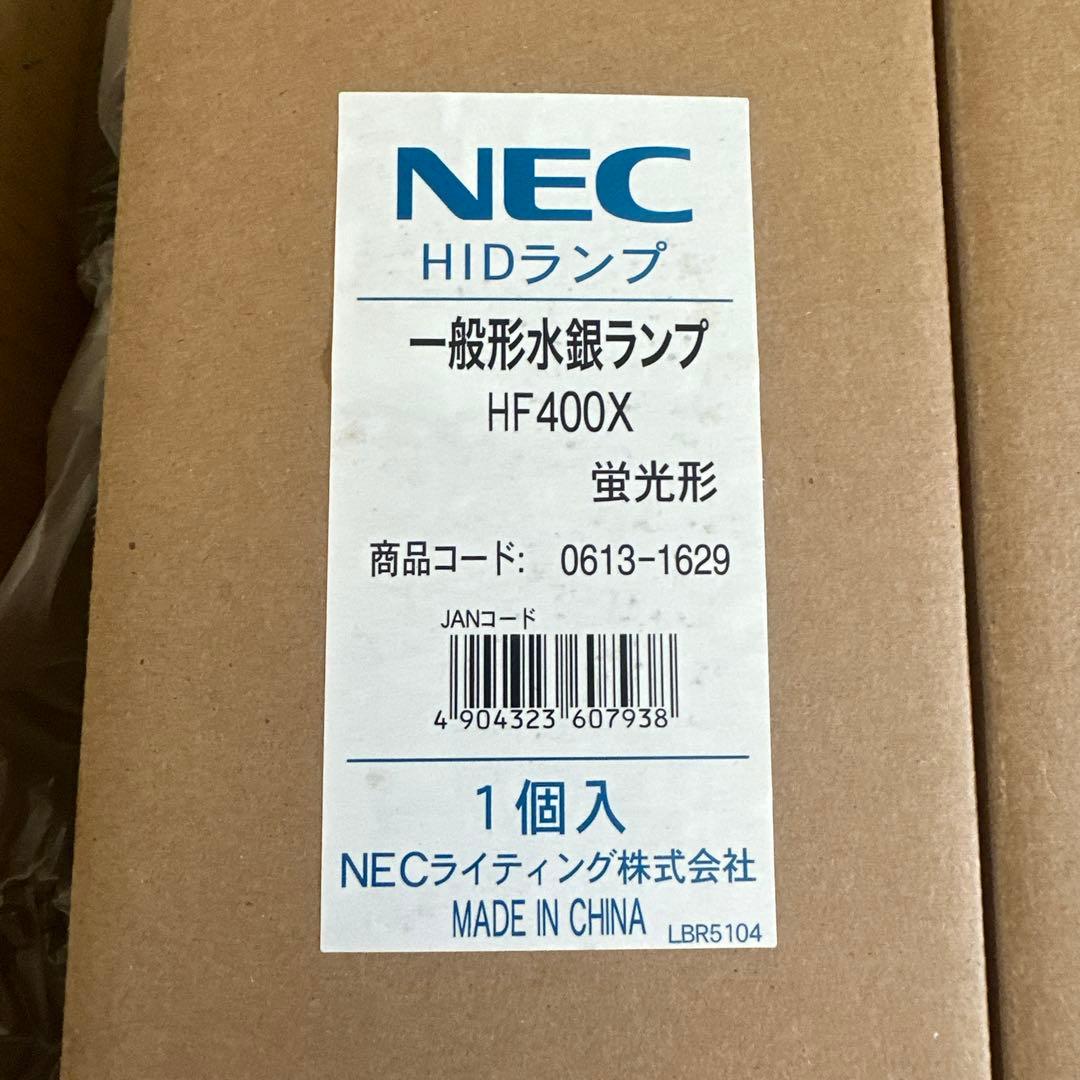 NEC
HIDランプ
一般形水銀ランプ
HF400X
蛍光形
商品コード: 0613-1629
JANコード
4 904323 607938
1個入
NECライティング株式会社
MADE IN CHINA
LBR5104